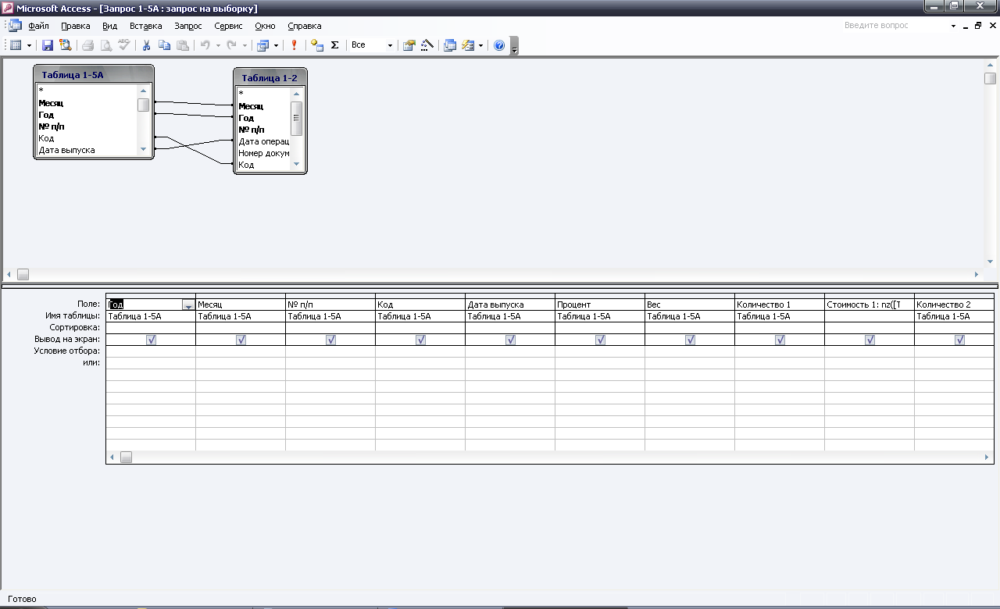 Microsoft Access - [Запрос 1-5А : запрос на выборку]
Файл Правка Вид Вставка Запрос Сервис Окно Справка Введите вопрос
Все
Таблица 1-5А
*
Месяц
Год
№ п/п
Код
Дата выпуска
Таблица 1-2
*
Месяц
Год
№ п/п
Дата операц
Номер докум
Код
Поле: Год Месяц № п/п Код Дата выпуска Процент Вес Количество 1 Стоимость 1: nz([Т Количество 2
Имя таблицы: Таблица 1-5А Таблица 1-5А Таблица 1-5А Таблица 1-5А Таблица 1-5А Таблица 1-5А Таблица 1-5А Таблица 1-5А Таблица 1-5А
Сортировка:
Вывод на экран:
Условие отбора:
или:
Готово